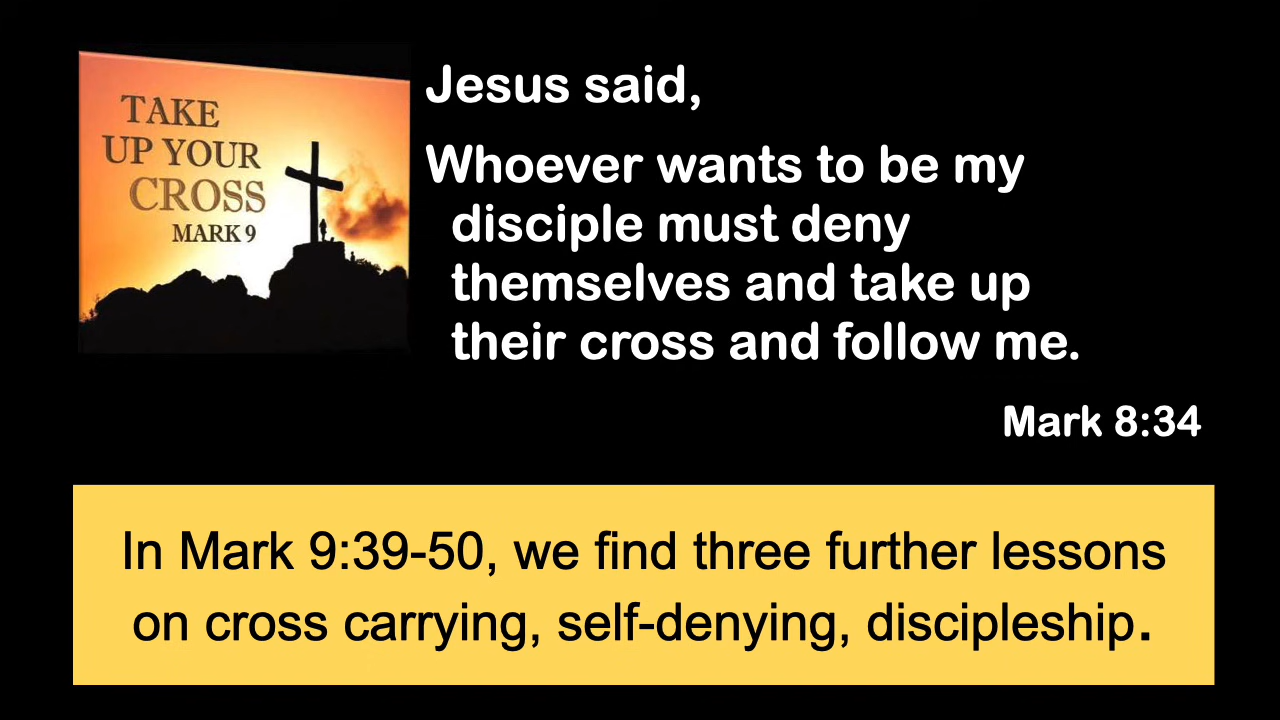 TAKE
UP YOUR
CROSS
MARK 9
Jesus said,
Whoever wants to be my
disciple must deny
themselves and take up
their cross and follow me.
Mark 8:34
In Mark 9:39-50, we find three further lessons
on cross carrying, self-denying, discipleship.